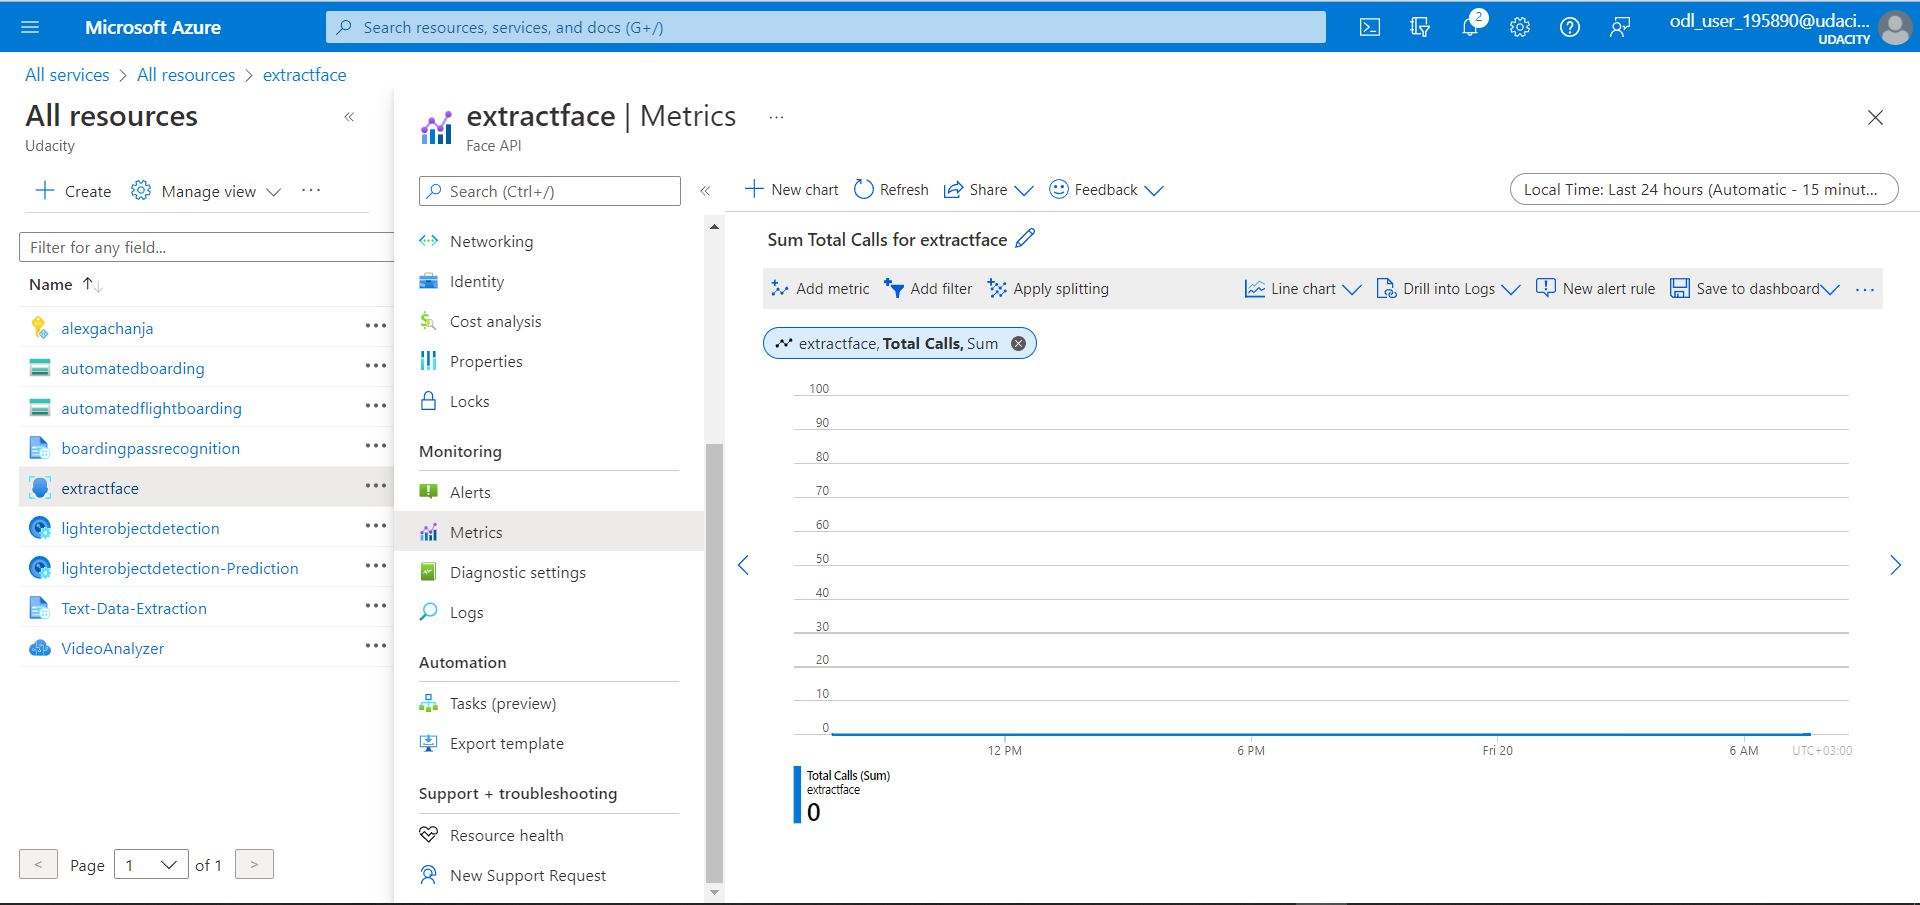 Microsoft Azure
Search resources, services, and docs (G+/)
2
odl_user_195890@udaci...
UDACITY
All services > All resources > extractface
All resources
Udacity
Create
Manage view
Filter for any field...
Name
alexgachanja
automatedboarding
automatedflightboarding
boardingpassrecognition
extractface
lighterobjectdetection
lighterobjectdetection-Prediction
Text-Data-Extraction
VideoAnalyzer
< Page 1 of 1 >
extractface | Metrics
Face API
Search (Ctrl+/)
Networking
Identity
Cost analysis
Properties
Locks
Monitoring
Alerts
Metrics
Diagnostic settings
Logs
Automation
Tasks (preview)
Export template
Support + troubleshooting
Resource health
New Support Request
New chart
Refresh
Share
Feedback
Local Time: Last 24 hours (Automatic - 15 minut...
Sum Total Calls for extractface
Add metric
Add filter
Apply splitting
Line chart
Drill into Logs
New alert rule
Save to dashboard
extractface, Total Calls, Sum
100
90
80
70
60
50
40
30
20
10
0
12 PM
6 PM
Fri 20
6 AM
UTC+03:00
Total Calls (Sum)
extractface
0